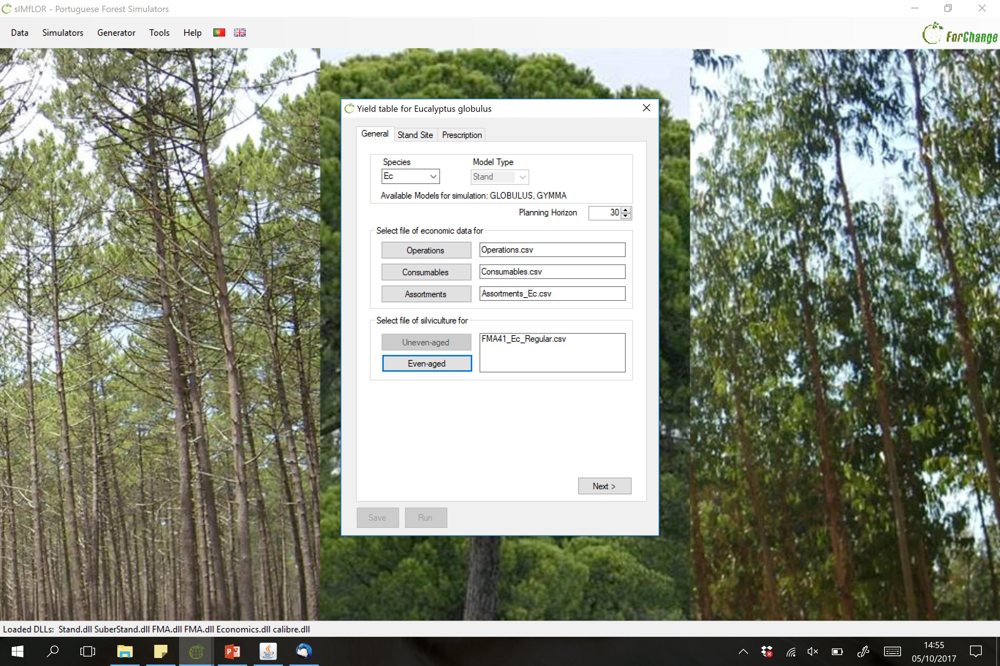 sIMfLOR - Portuguese Forest Simulators
Data Simulators Generator Tools Help
ForChange
Yield table for Eucalyptus globulus
General Stand Site Prescription
Species Model Type
Ec Stand
Available Models for simulation: GLOBULUS, GYMMA
Planning Horizon 30
Select file of economic data for
Operations Operations.csv
Consumables Consumables.csv
Assortments Assortments_Ec.csv
Select file of silviculture for
Uneven-aged FMA41_Ec_Regular.csv
Even-aged
Next >
Save Run
Loaded DLLs: Stand.dll SuberStand.dll FMA.dll FMA.dll Economics.dll calibre.dll
14:55
05/10/2017